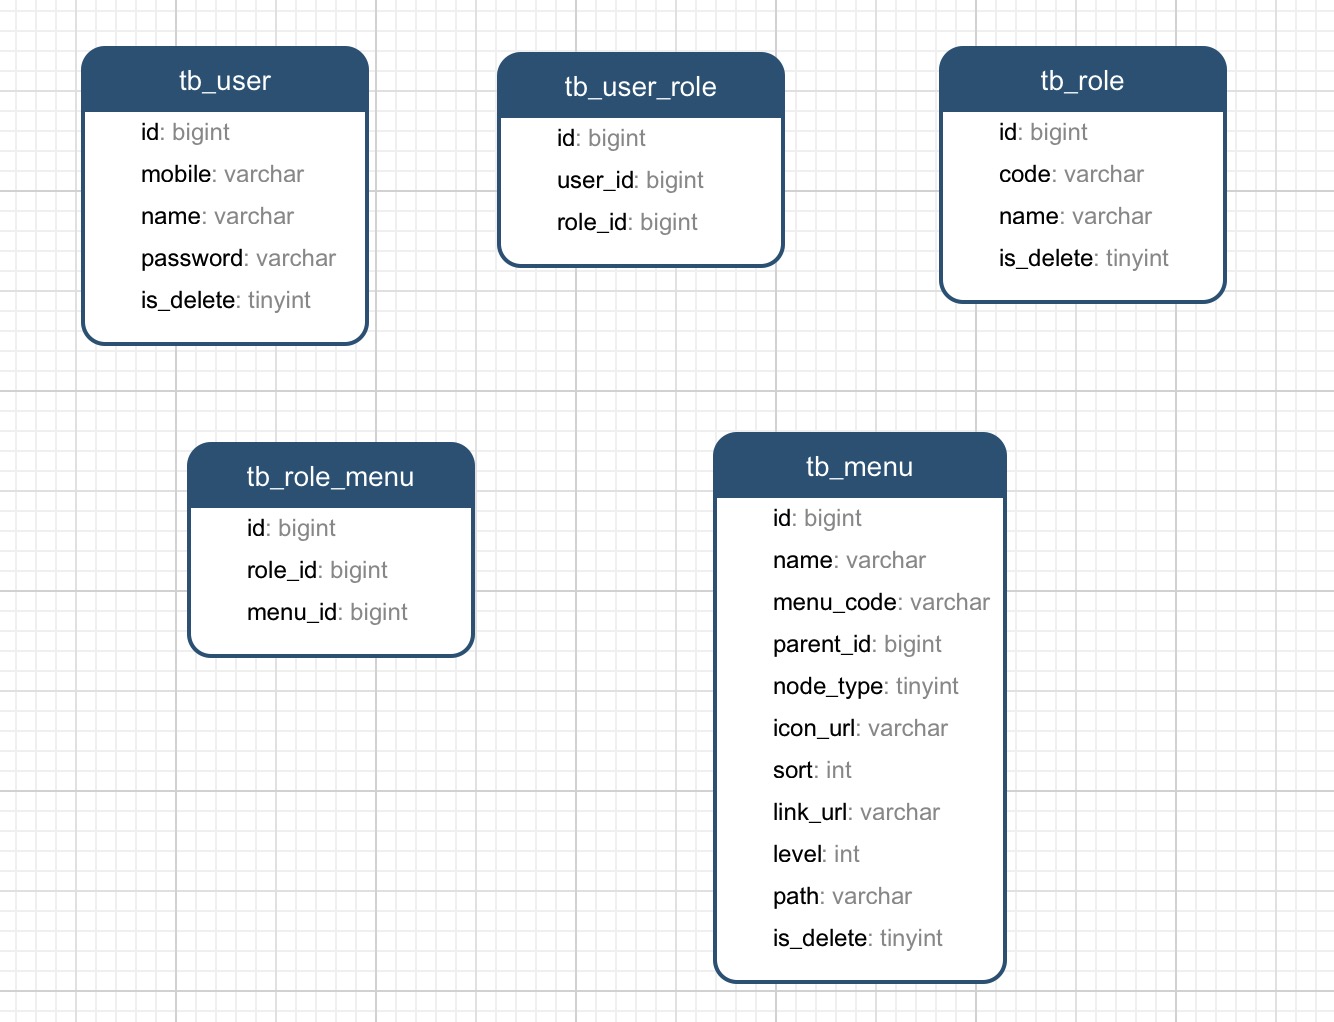 tb_user
id: bigint
mobile: varchar
name: varchar
password: varchar
is_delete: tinyint
tb_user_role
id: bigint
user_id: bigint
role_id: bigint
tb_role
id: bigint
code: varchar
name: varchar
is_delete: tinyint
tb_role_menu
id: bigint
role_id: bigint
menu_id: bigint
tb_menu
id: bigint
name: varchar
menu_code: varchar
parent_id: bigint
node_type: tinyint
icon_url: varchar
sort: int
link_url: varchar
level: int
path: varchar
is_delete: tinyint